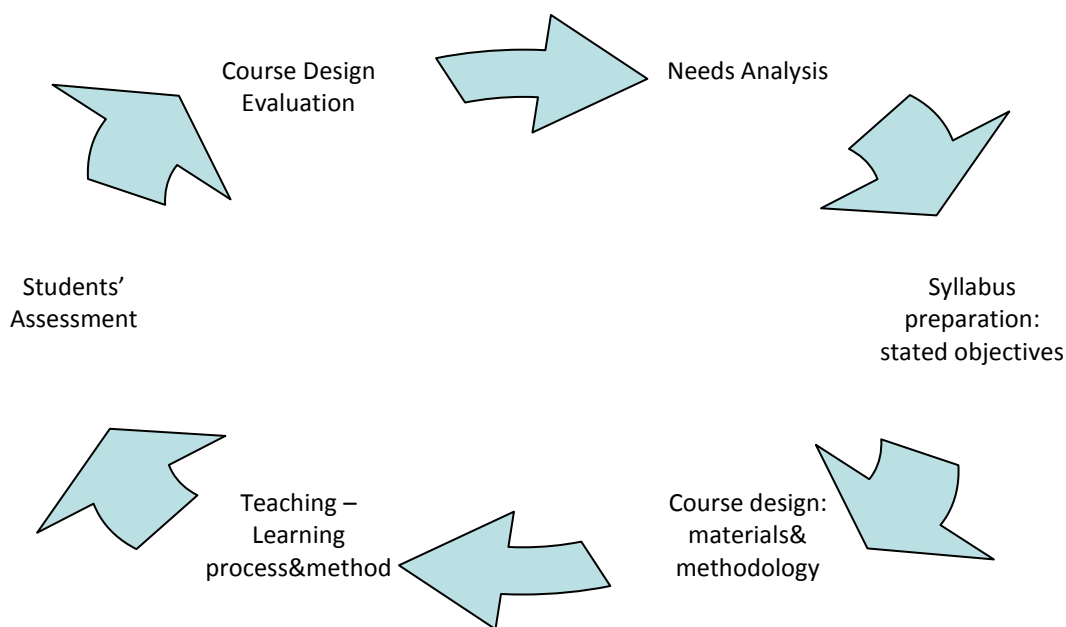 Course Design
Evaluation
Needs Analysis
Students’
Assessment
Syllabus
preparation:
stated objectives
Teaching –
Learning
process&method
Course design:
materials&
methodology